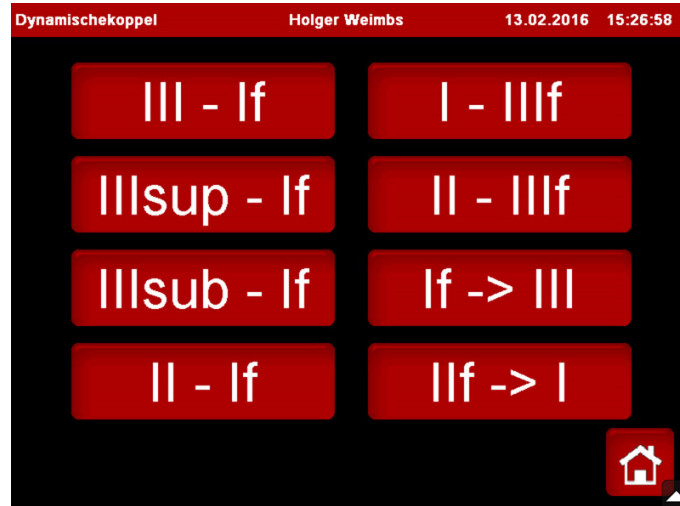 Dynamischekoppel Holger Weimbs 13.02.2016 15:26:58
III - If I - IIIf
IIIsup - If II - IIIf
IIIsub - If If -> III
II - If IIf -> I